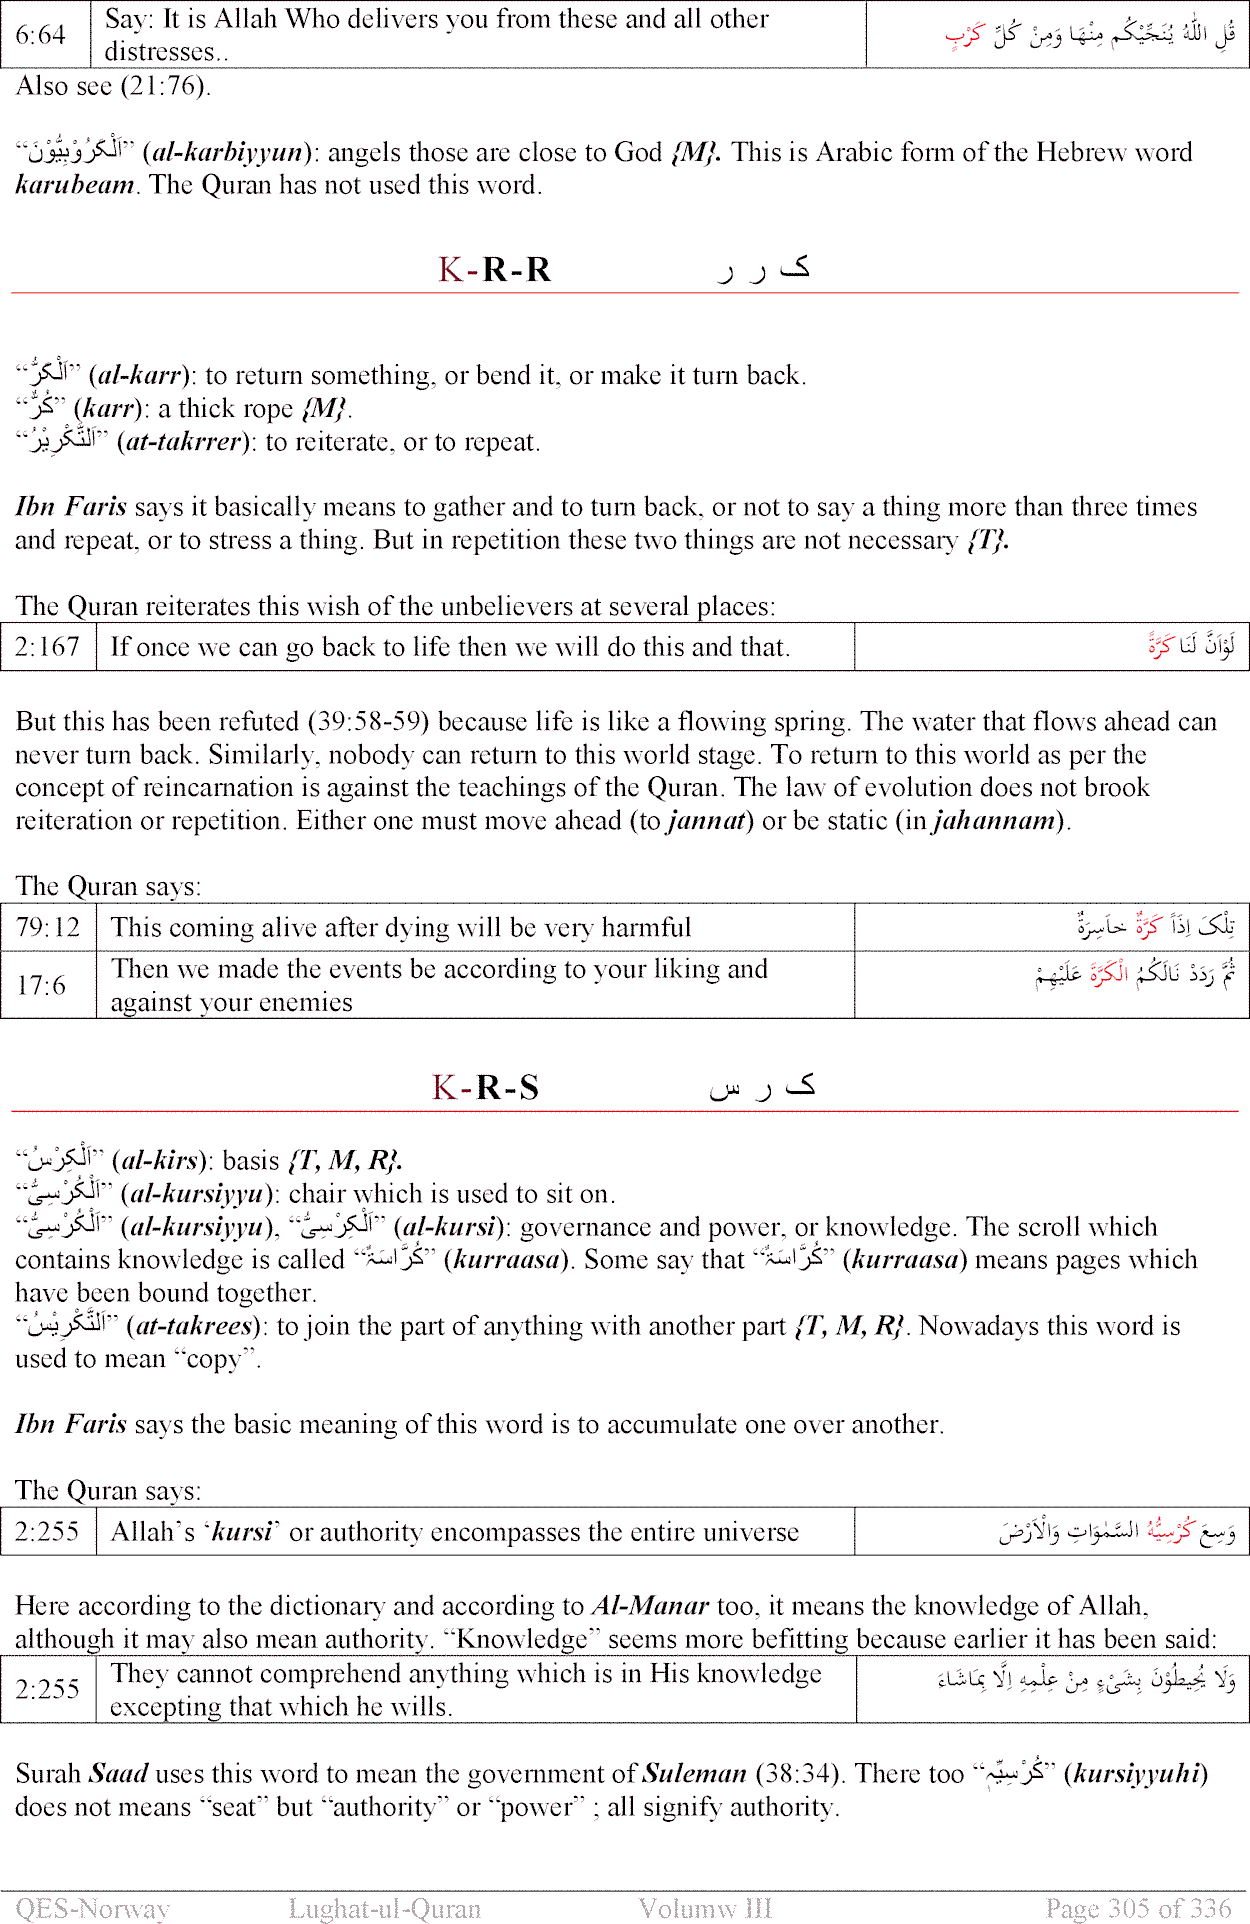 6:64 Say: It is Allah Who delivers you from these and all other قُلِ اللّٰهُ يُنَجِّيْكُم مِنْهَا وَمِنْ كُلِّ كَرْبٍ
distresses..
Also see (21:76).
“اَلْكَرُوْبِيُّوْنَ” (al-karbiyyun): angels those are close to God {M}. This is Arabic form of the Hebrew word
karubeam. The Quran has not used this word.
K-R-R ک ر ر
“اَلْكَرُّ” (al-karr): to return something, or bend it, or make it turn back.
“كُرٌّ” (karr): a thick rope {M}.
“اَلتَّكْرِيْرُ” (at-takrrer): to reiterate, or to repeat.
Ibn Faris says it basically means to gather and to turn back, or not to say a thing more than three times
and repeat, or to stress a thing. But in repetition these two things are not necessary {T}.
The Quran reiterates this wish of the unbelievers at several places:
2:167 If once we can go back to life then we will do this and that. لَوْاَنَّ لَنَا كَرَّةً
But this has been refuted (39:58-59) because life is like a flowing spring. The water that flows ahead can
never turn back. Similarly, nobody can return to this world stage. To return to this world as per the
concept of reincarnation is against the teachings of the Quran. The law of evolution does not brook
reiteration or repetition. Either one must move ahead (to jannat) or be static (in jahannam).
The Quran says:
79:12 This coming alive after dying will be very harmful تِلْکَ اِذَاً كَرَّةٌ خاَسِرَةٌ
17:6 Then we made the events be according to your liking and ثُمَّ رَدَدْ نَالَكُمُ الْكَرَّةَ عَلَيْهِمْ
against your enemies
K-R-S ک ر س
“اَلْكِرْسُ” (al-kirs): basis {T, M, R}.
“اَلْكُرْسِىُّ” (al-kursiyyu): chair which is used to sit on.
“اَلْكُرْسِىُّ” (al-kursiyyu), “اَلْكِرْسِىُّ” (al-kursi): governance and power, or knowledge. The scroll which
contains knowledge is called “كُرَّاسَۃٌ” (kurraasa). Some say that “كُرَّاسَۃٌ” (kurraasa) means pages which
have been bound together.
“اَلتَّكْرِيْسُ” (at-takrees): to join the part of anything with another part {T, M, R}. Nowadays this word is
used to mean “copy”.
Ibn Faris says the basic meaning of this word is to accumulate one over another.
The Quran says:
2:255 Allah’s ‘kursi’ or authority encompasses the entire universe وَسِعَ كُرْسِيُّهُ السَّمٰوَاتِ وَالْاَرْضَ
Here according to the dictionary and according to Al-Manar too, it means the knowledge of Allah,
although it may also mean authority. “Knowledge” seems more befitting because earlier it has been said:
2:255 They cannot comprehend anything which is in His knowledge وَلَا يُحِيطُوْنَ بِشَىْءٍ مِنْ عِلْمِهِ اِلَّا بِمَاشَاءَ
excepting that which he wills.
Surah Saad uses this word to mean the government of Suleman (38:34). There too “كُرْسِيِّہٖ” (kursiyyuhi)
does not means “seat” but “authority” or “power” ; all signify authority.
QES-Norway Lughat-ul-Quran Volumw III Page 305 of 336